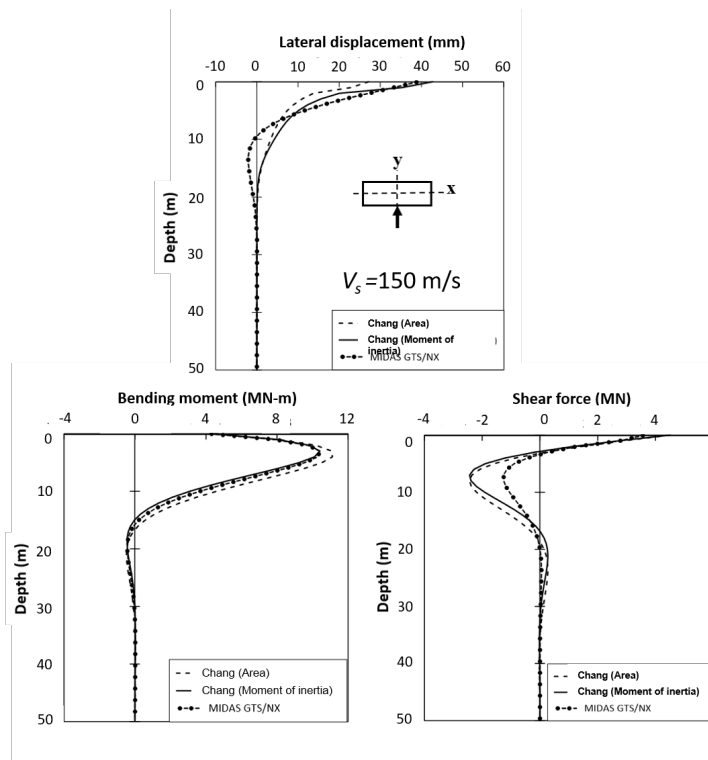 Lateral displacement (mm)
-10 0 10 20 30 40 50 60
0
10
20
30
40
50
Depth (m)
y
x
Vs =150 m/s
Chang (Area)
Chang (Moment of
inertia)
)
MIDAS GTS/NX
Bending moment (MN-m)
-4 0 4 8 12
0
10
20
30
40
50
Depth (m)
Chang (Area)
Chang (Moment of inertia)
MIDAS GTS/NX
Shear force (MN)
-4 -2 0 2 4
0
10
20
30
40
50
Depth (m)
Chang (Area)
Chang (Moment of inertia)
MIDAS GTS/NX